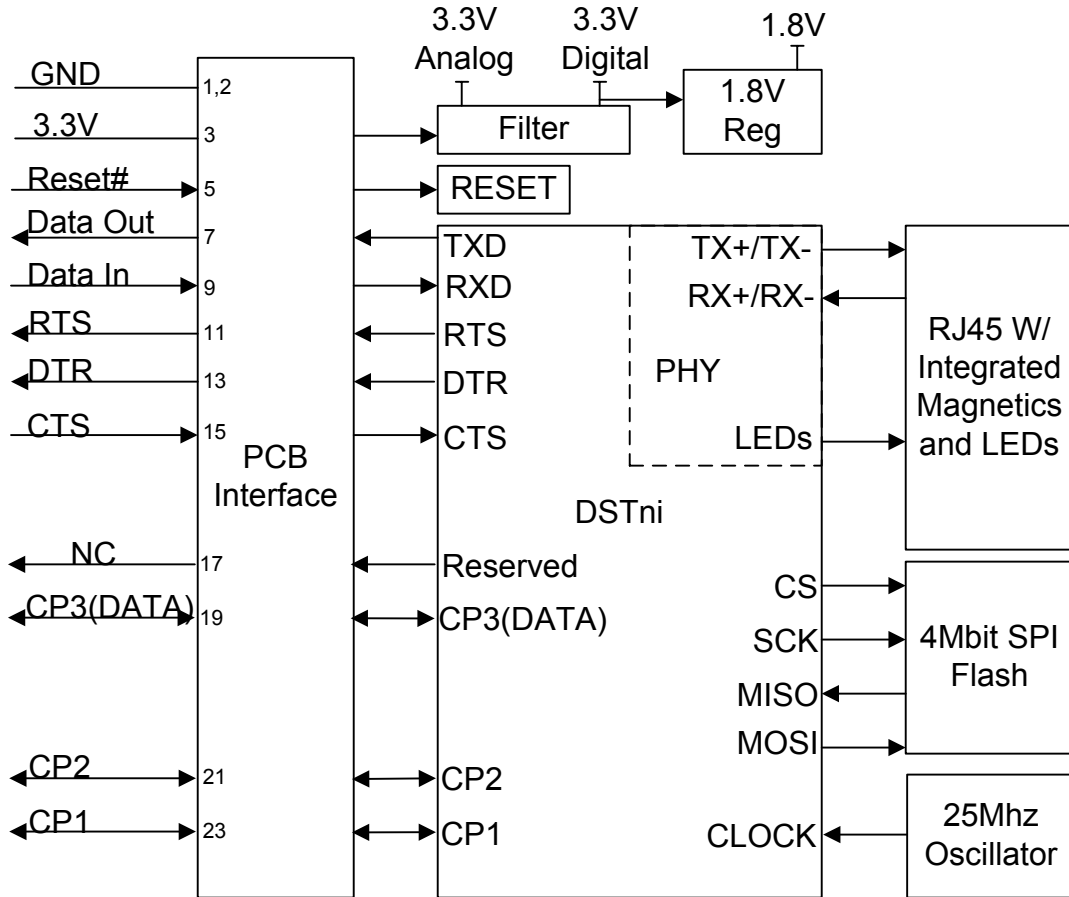 3.3V
Analog
3.3V
Digital
1.8V
GND
1,2
3.3V
3
Filter
1.8V
Reg
Reset#
5
RESET
Data Out
7
TXD
TX+/TX-
Data In
9
RXD
RX+/RX-
RTS
11
RTS
DTR
13
DTR
PHY
CTS
15
CTS
LEDs
RJ45 W/
Integrated
Magnetics
and LEDs
PCB
Interface
DSTni
NC
17
Reserved
CP3(DATA)
19
CP3(DATA)
CS
SCK
MISO
MOSI
4Mbit SPI
Flash
CP2
21
CP2
CP1
23
CP1
CLOCK
25Mhz
Oscillator